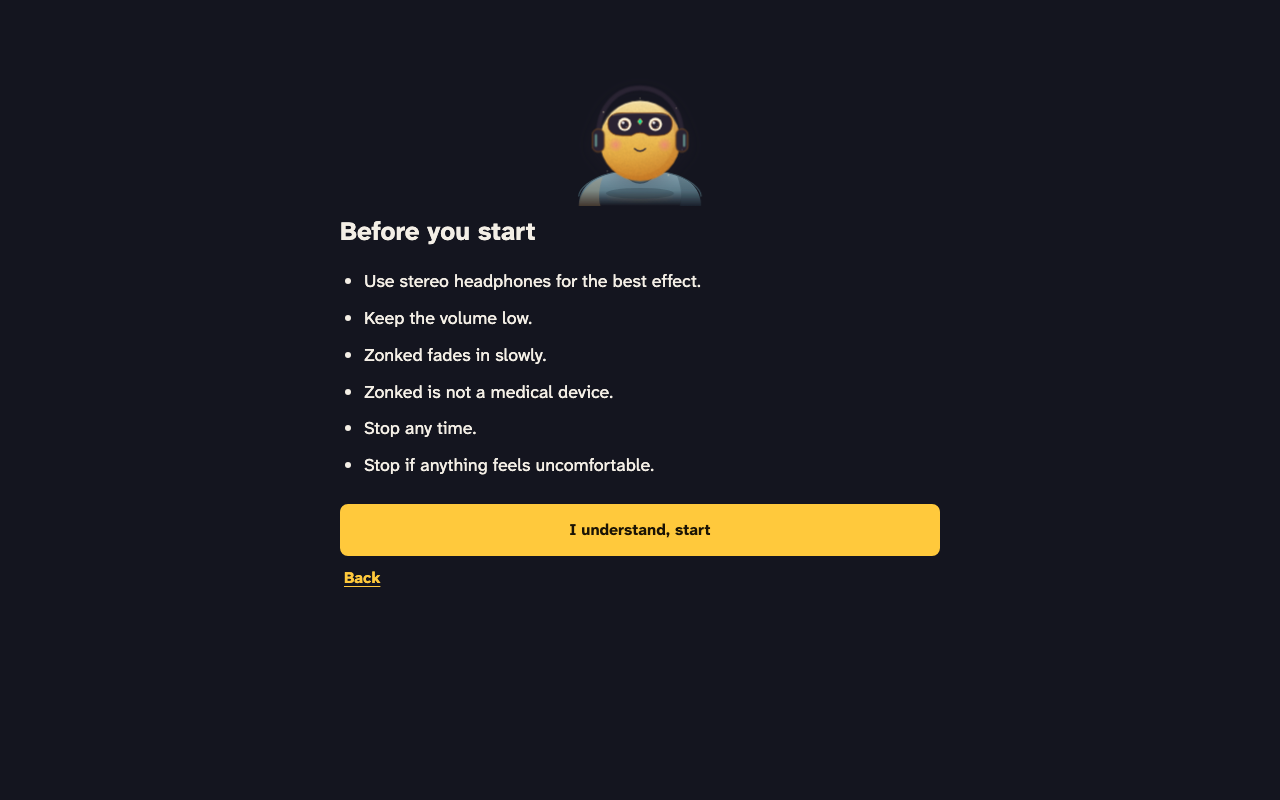 Before you start
Use stereo headphones for the best effect.
Keep the volume low.
Zonked fades in slowly.
Zonked is not a medical device.
Stop any time.
Stop if anything feels uncomfortable.
I understand, start
Back